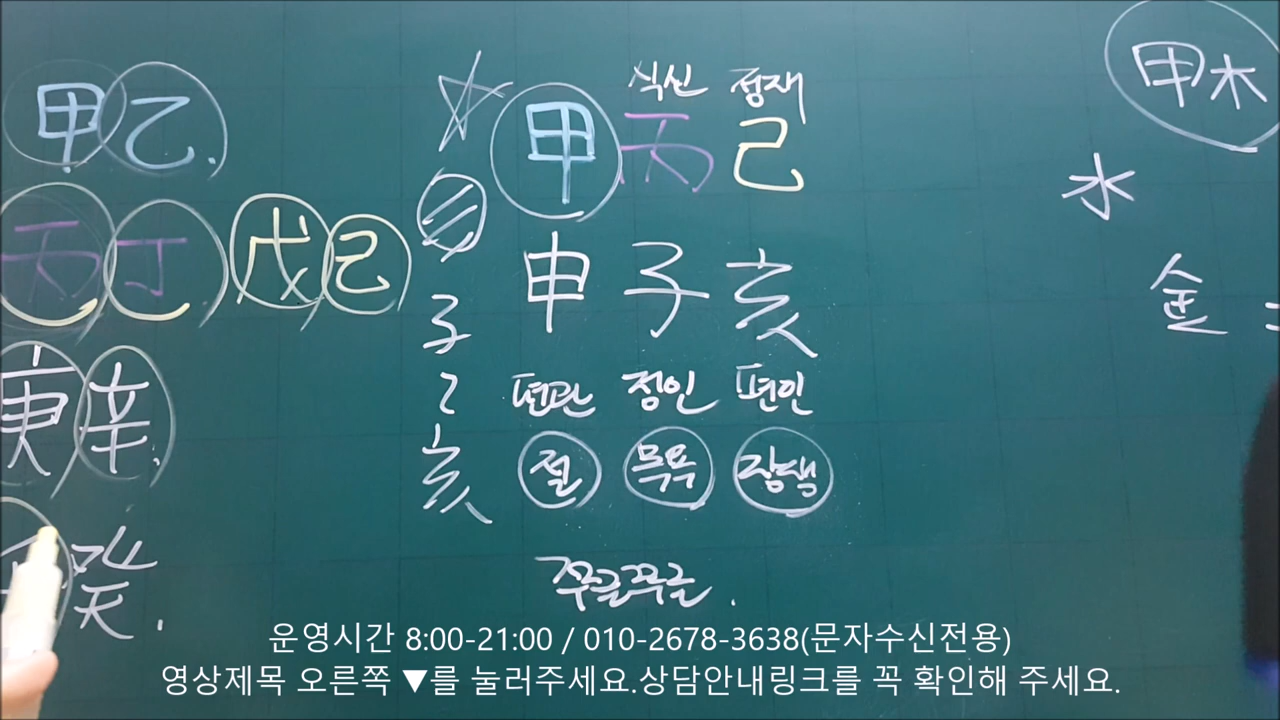 甲乙.
丙丁 戊己
庚辛.
癸.
식신 정재
甲 丙 己
申 子 亥
편관 정인 편인
절 목욕 장생
쭈글쭈글.
子
亥
甲木
水
金
운영시간 8:00-21:00 / 010-2678-3638(문자수신전용)
영상제목 오른쪽 ▼를 눌러주세요.상담안내링크를 꼭 확인해 주세요.